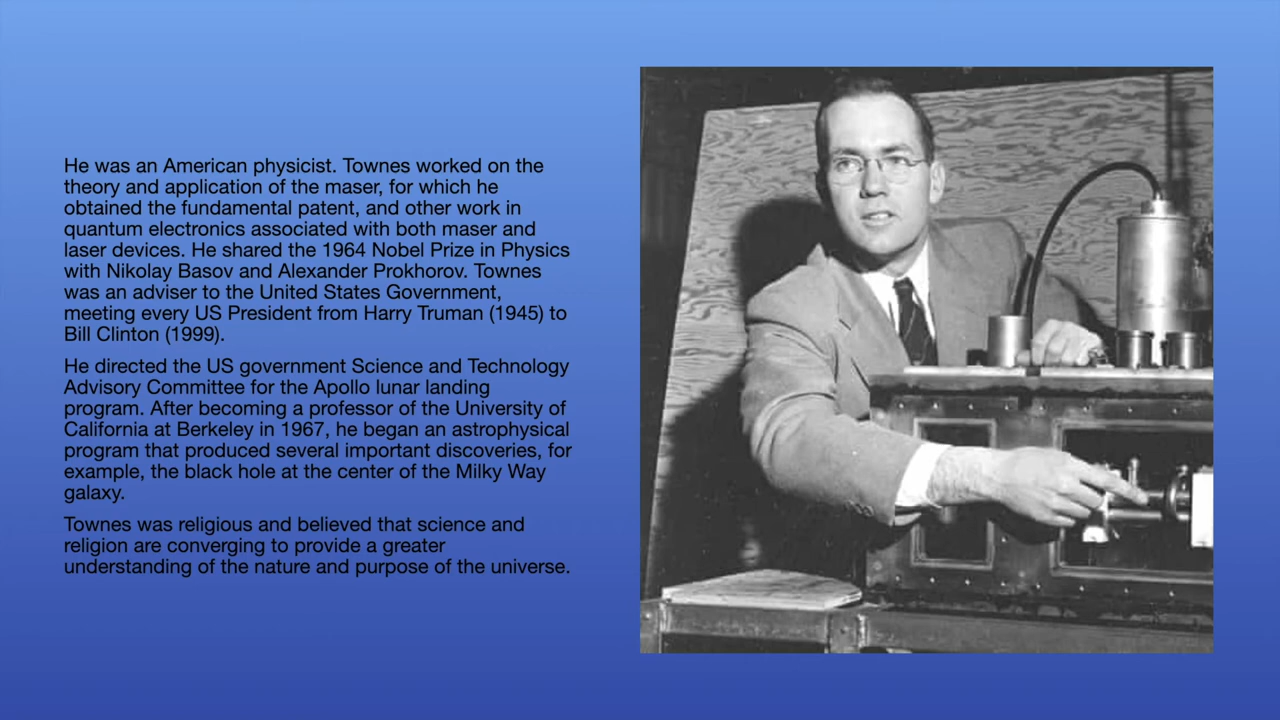 He was an American physicist. Townes worked on the
theory and application of the maser, for which he
obtained the fundamental patent, and other work in
quantum electronics associated with both maser and
laser devices. He shared the 1964 Nobel Prize in Physics
with Nikolay Basov and Alexander Prokhorov. Townes
was an adviser to the United States Government,
meeting every US President from Harry Truman (1945) to
Bill Clinton (1999).
He directed the US government Science and Technology
Advisory Committee for the Apollo lunar landing
program. After becoming a professor of the University of
California at Berkeley in 1967, he began an astrophysical
program that produced several important discoveries, for
example, the black hole at the center of the Milky Way
galaxy.
Townes was religious and believed that science and
religion are converging to provide a greater
understanding of the nature and purpose of the universe.